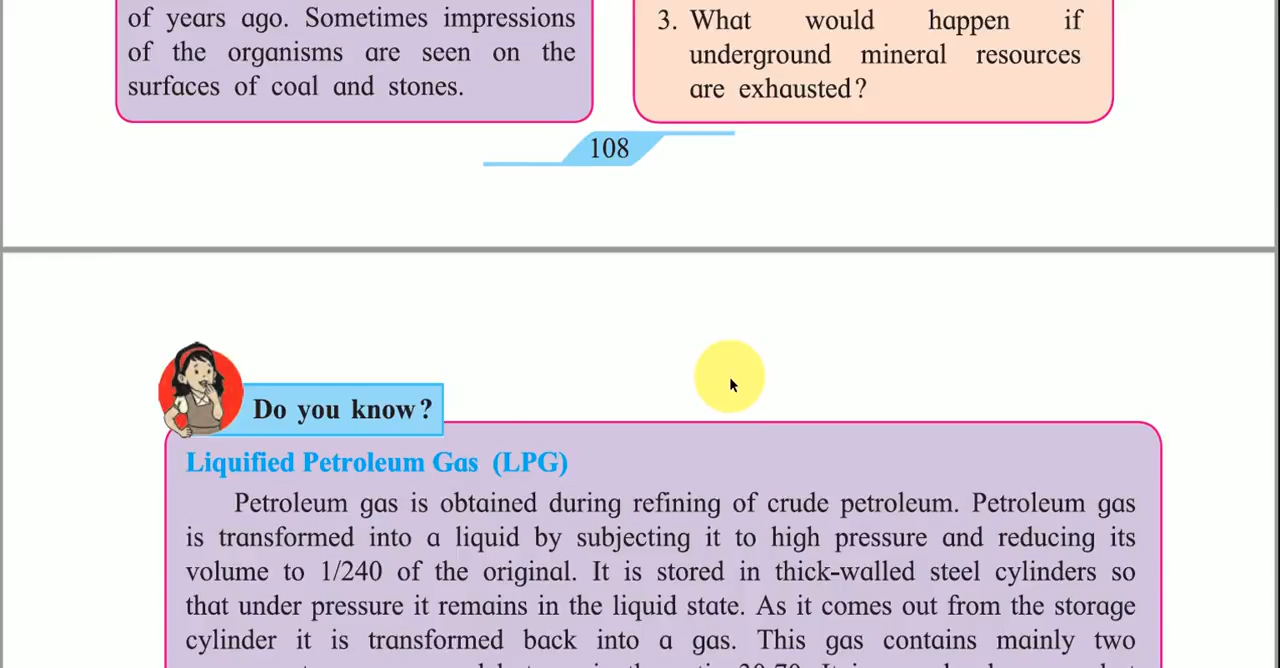 of years ago. Sometimes impressions
of the organisms are seen on the
surfaces of coal and stones.
3. What would happen if
underground mineral resources
are exhausted?
108
Do you know?
Liquified Petroleum Gas (LPG)
Petroleum gas is obtained during refining of crude petroleum. Petroleum gas
is transformed into a liquid by subjecting it to high pressure and reducing its
volume to 1/240 of the original. It is stored in thick-walled steel cylinders so
that under pressure it remains in the liquid state. As it comes out from the storage
cylinder it is transformed back into a gas. This gas contains mainly two